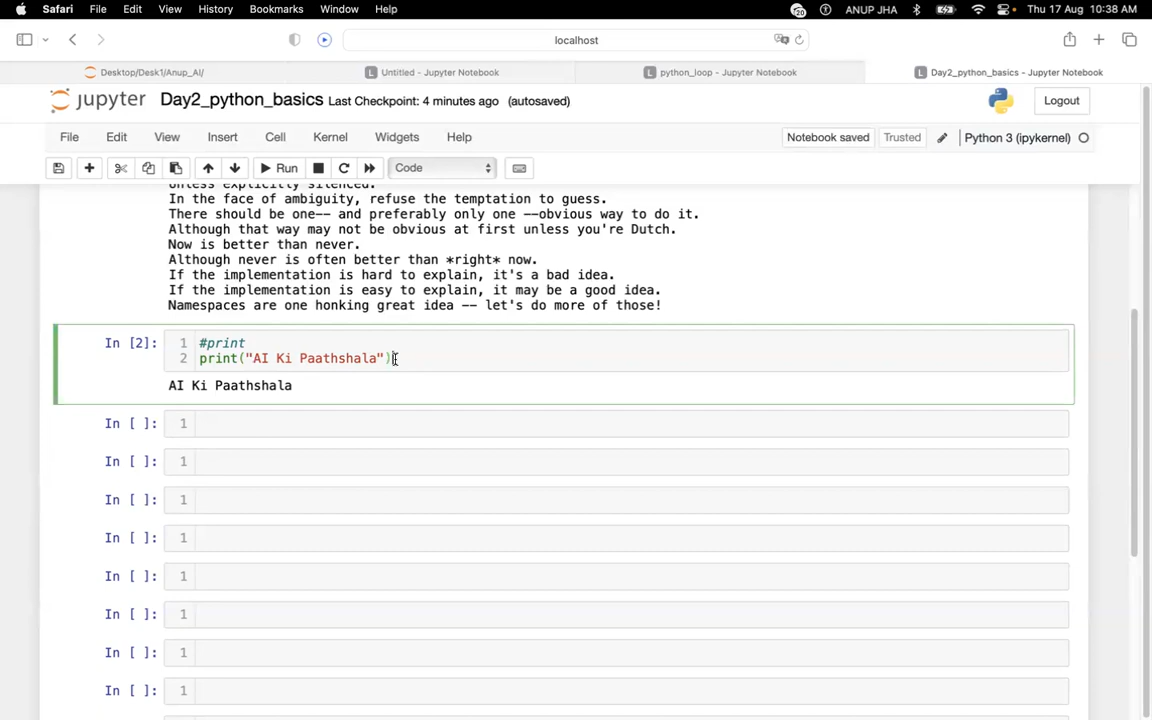 Safari File Edit View History Bookmarks Window Help 20 ANUP JHA Thu 17 Aug 10:38 AM
localhost
Desktop/Desk1/Anup_AI/ L Untitled - Jupyter Notebook L python_loop - Jupyter Notebook L Day2_python_basics - Jupyter Notebook
jupyter Day2_python_basics Last Checkpoint: 4 minutes ago (autosaved) Logout
File Edit View Insert Cell Kernel Widgets Help Notebook saved Trusted Python 3 (ipykernel)
Run Code
Unless explicitly silenced.
In the face of ambiguity, refuse the temptation to guess.
There should be one-- and preferably only one --obvious way to do it.
Although that way may not be obvious at first unless you're Dutch.
Now is better than never.
Although never is often better than *right* now.
If the implementation is hard to explain, it's a bad idea.
If the implementation is easy to explain, it may be a good idea.
Namespaces are one honking great idea -- let's do more of those!
In [2]: 1 #print
2 print("AI Ki Paathshala")
AI Ki Paathshala
In [ ]: 1
In [ ]: 1
In [ ]: 1
In [ ]: 1
In [ ]: 1
In [ ]: 1
In [ ]: 1
In [ ]: 1